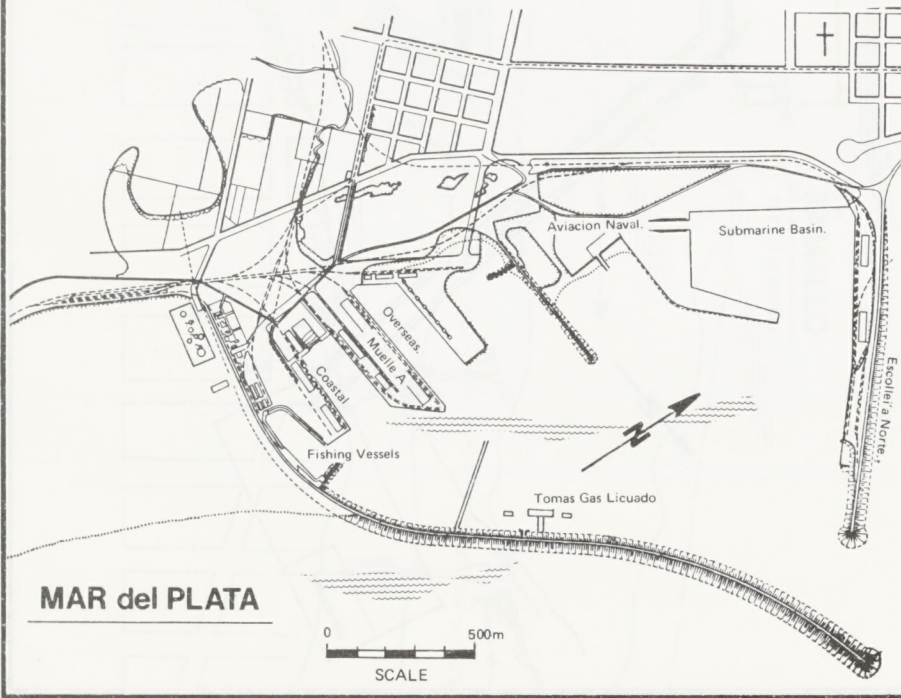 Aviacion Naval.
Submarine Basin.
Overseas.
Muelle A
Coastal
Fishing Vessels
Escolleia Norte.
N
Tomas Gas Licuado
MAR del PLATA
0 500m
SCALE